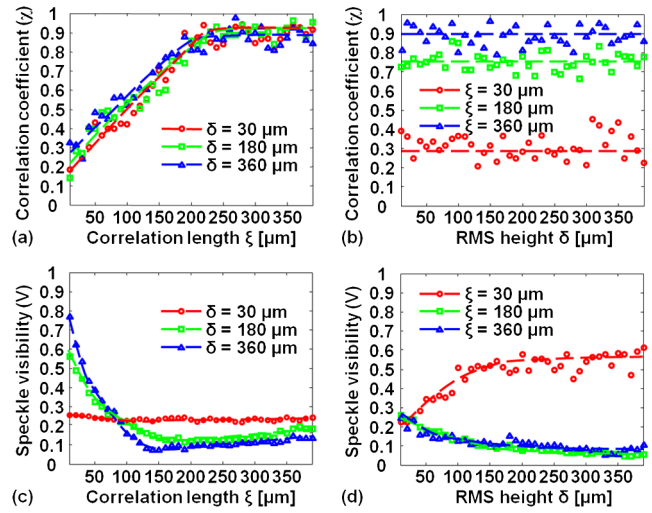 Correlation coefficient (χ)
1
0.9
0.8
0.7
0.6
0.5
0.4
0.3
0.2
0.1
0
δ = 30 µm
δ = 180 µm
δ = 360 µm
50 100 150 200 250 300 350
(a) Correlation length ξ [µm]
Correlation coefficient (χ)
1
0.9
0.8
0.7
0.6
0.5
0.4
0.3
0.2
0.1
0
ξ = 30 µm
ξ = 180 µm
ξ = 360 µm
50 100 150 200 250 300 350
(b) RMS height δ [µm]
Speckle visibility (V)
1
0.9
0.8
0.7
0.6
0.5
0.4
0.3
0.2
0.1
0
δ = 30 µm
δ = 180 µm
δ = 360 µm
50 100 150 200 250 300 350
(c) Correlation length ξ [µm]
Speckle visibility (V)
1
0.9
0.8
0.7
0.6
0.5
0.4
0.3
0.2
0.1
0
ξ = 30 µm
ξ = 180 µm
ξ = 360 µm
50 100 150 200 250 300 350
(d) RMS height δ [µm]